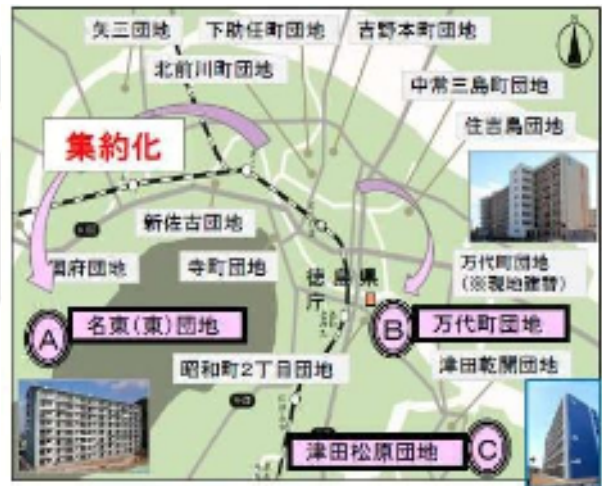 矢三団地
下助任町団地
吉野本町団地
北前川町団地
中常三島町団地
集約化
住吉島団地
新佐古団地
国府団地
寺町団地
徳島県庁
万代町団地
(※現地建替)
A
名東(東)団地
B
万代町団地
昭和町2丁目団地
津田乾開団地
津田松原団地
C